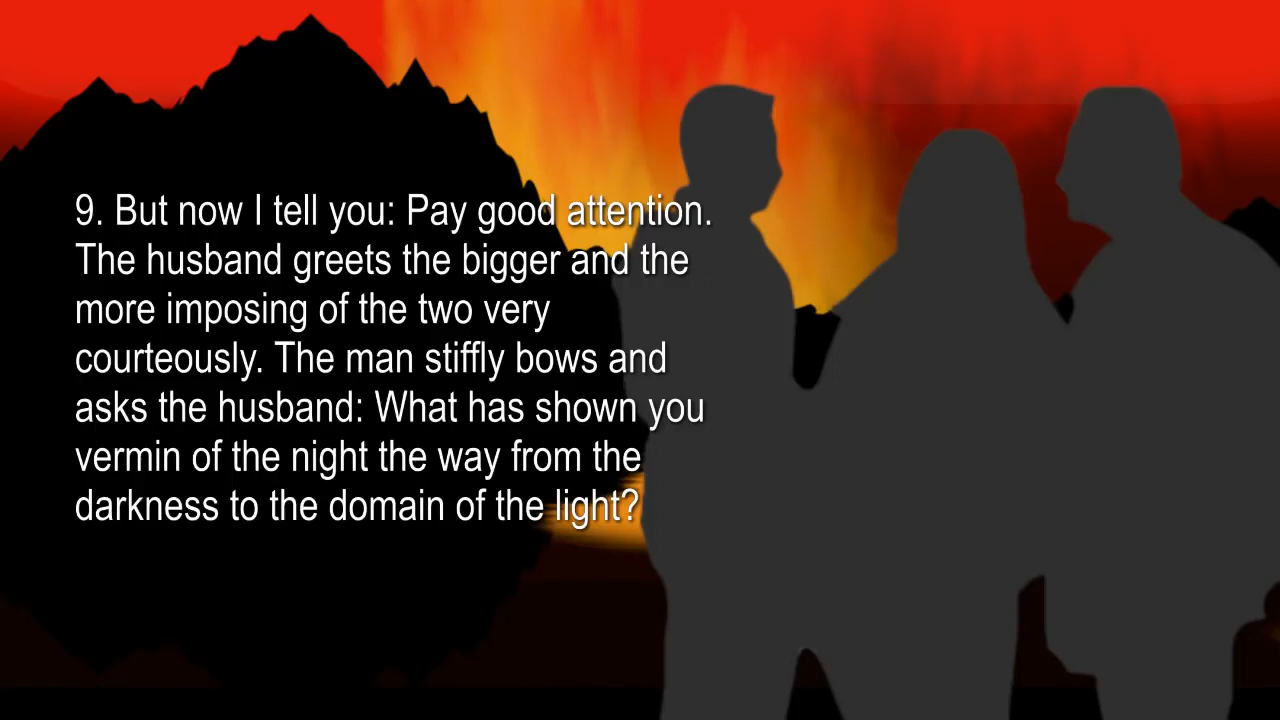 9. But now I tell you: Pay good attention.
The husband greets the bigger and the
more imposing of the two very
courteously. The man stiffly bows and
asks the husband: What has shown you
vermin of the night the way from the
darkness to the domain of the light?